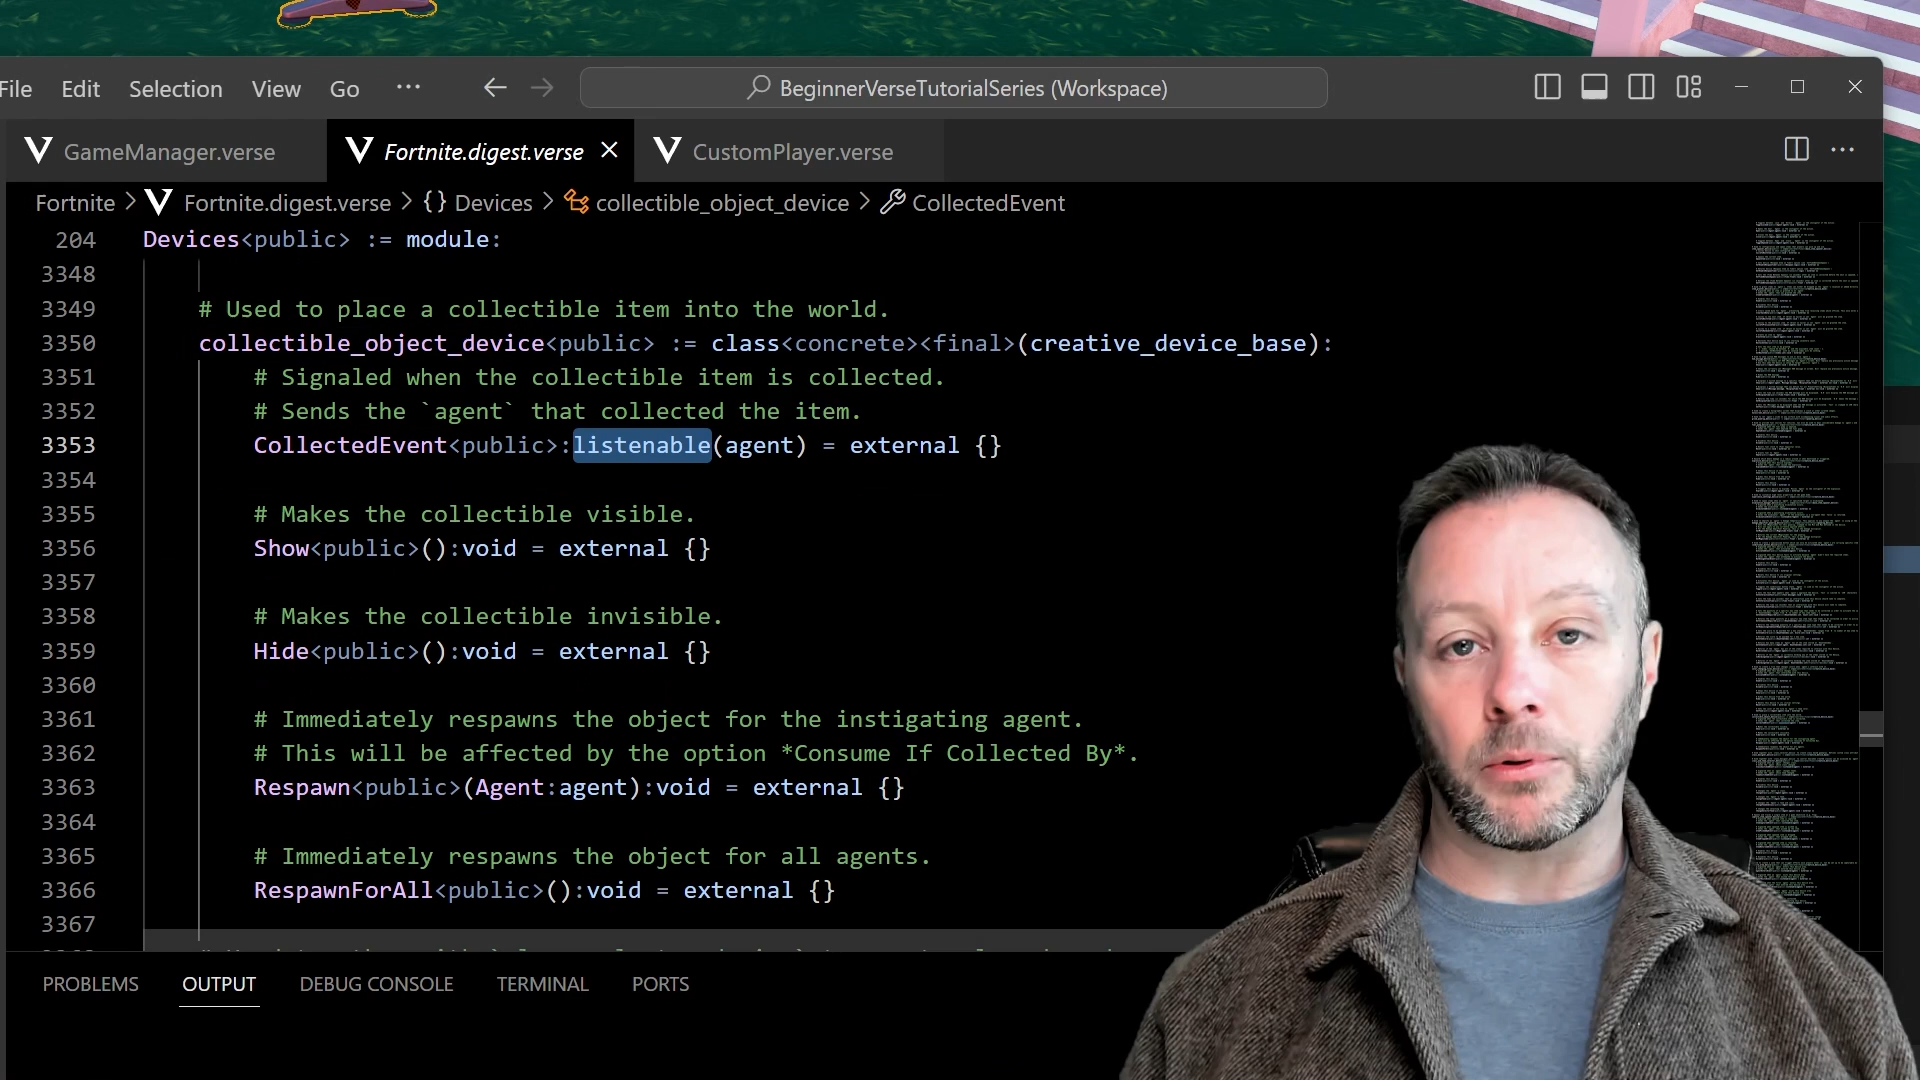 File Edit Selection View Go ··· BeginnerVerseTutorialSeries (Workspace)
GameManager.verse Fortnite.digest.verse CustomPlayer.verse
Fortnite > Fortnite.digest.verse > {} Devices > collectible_object_device > CollectedEvent
204 Devices<public> := module:
3348
3349 # Used to place a collectible item into the world.
3350 collectible_object_device<public> := class<concrete><final>(creative_device_base):
3351 # Signaled when the collectible item is collected.
3352 # Sends the `agent` that collected the item.
3353 CollectedEvent<public>:listenable(agent) = external {}
3354
3355 # Makes the collectible visible.
3356 Show<public>():void = external {}
3357
3358 # Makes the collectible invisible.
3359 Hide<public>():void = external {}
3360
3361 # Immediately respawns the object for the instigating agent.
3362 # This will be affected by the option *Consume If Collected By*.
3363 Respawn<public>(Agent:agent):void = external {}
3364
3365 # Immediately respawns the object for all agents.
3366 RespawnForAll<public>():void = external {}
3367
PROBLEMS OUTPUT DEBUG CONSOLE TERMINAL PORTS